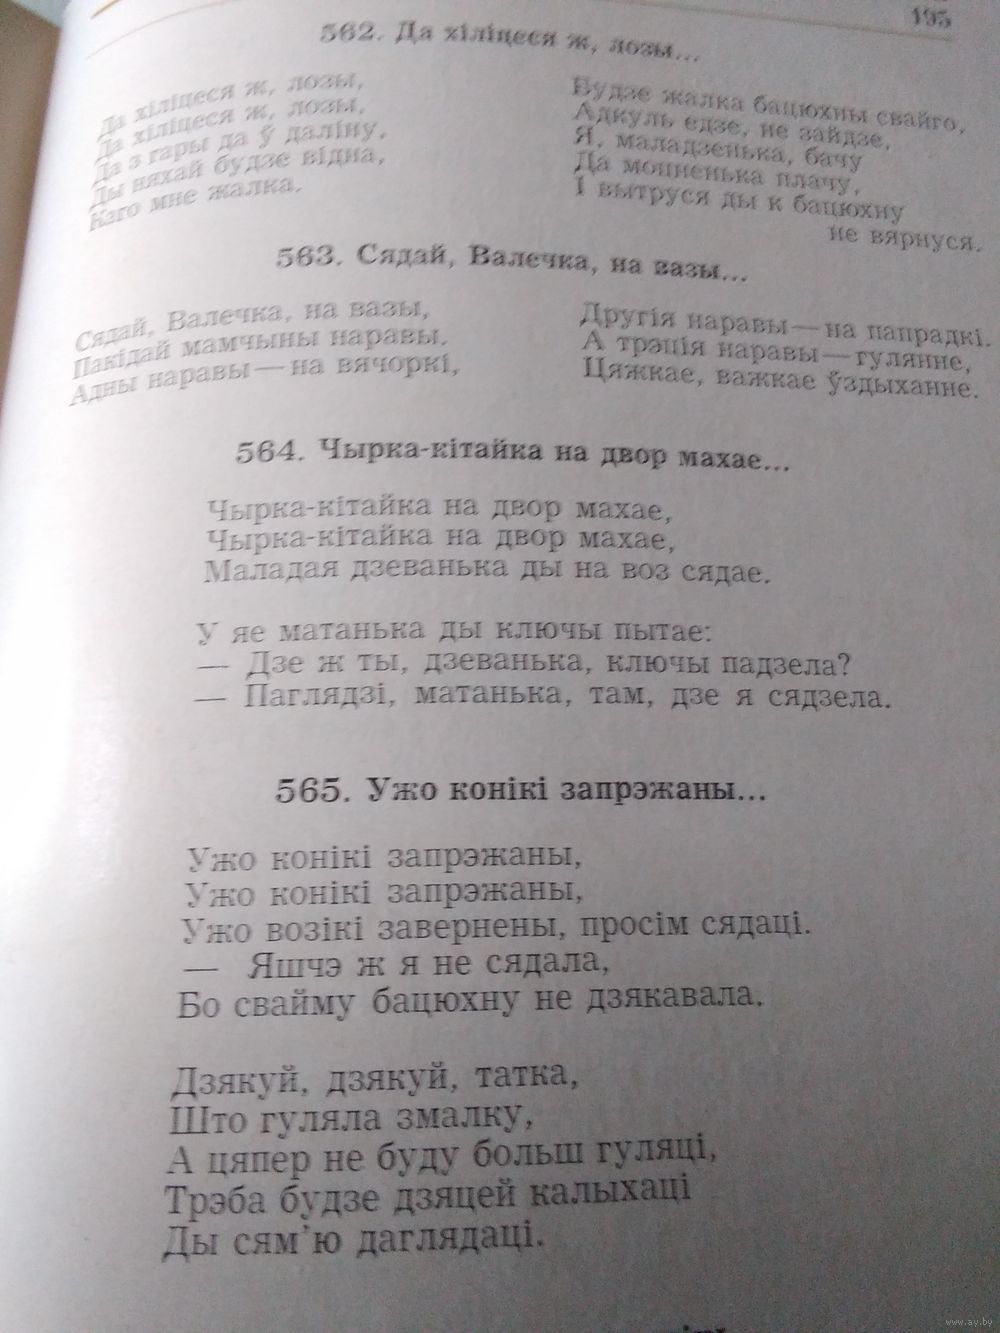 195
562. Да хіліцеся ж, лозы...
Да хіліцеся ж, лозы,
Да хіліцеся ж, лозы,
Да з гары да ў даліну,
Ды няхай будзе відна,
Каго мне жалка.
Будзе жалка бацюхны свайго,
Адкуль едзе, не зайдзе,
Я, маладзенька, бачу
Да мошненька плачу,
І вытруся ды к бацюхну
не вярнуся.
563. Сядай, Валечка, на вазы...
Сядай, Валечка, на вазы,
Пакідай мамчыны наравы.
Адны наравы — на вячоркі,
Другія наравы — на папрадкі.
А трэція наравы — гулянне,
Цяжкае, важкае ўздыханне.
564. Чырка-кітайка на двор махае...
Чырка-кітайка на двор махае,
Чырка-кітайка на двор махае,
Маладая дзеванька ды на воз сядае.
У яе матанька ды ключы пытае:
— Дзе ж ты, дзеванька, ключы падзела?
— Паглядзі, матанька, там, дзе я сядзела.
565. Ужо конікі запрэжаны...
Ужо конікі запрэжаны,
Ужо конікі запрэжаны,
Ужо возікі завернены, просім сядаці.
— Яшчэ ж я не сядала,
Бо свайму бацюхну не дзякавала.
Дзякуй, дзякуй, татка,
Што гуляла змалку,
А цяпер не буду больш гуляці,
Трэба будзе дзяцей калыхаці
Ды сям'ю даглядаці.
www.ay.by